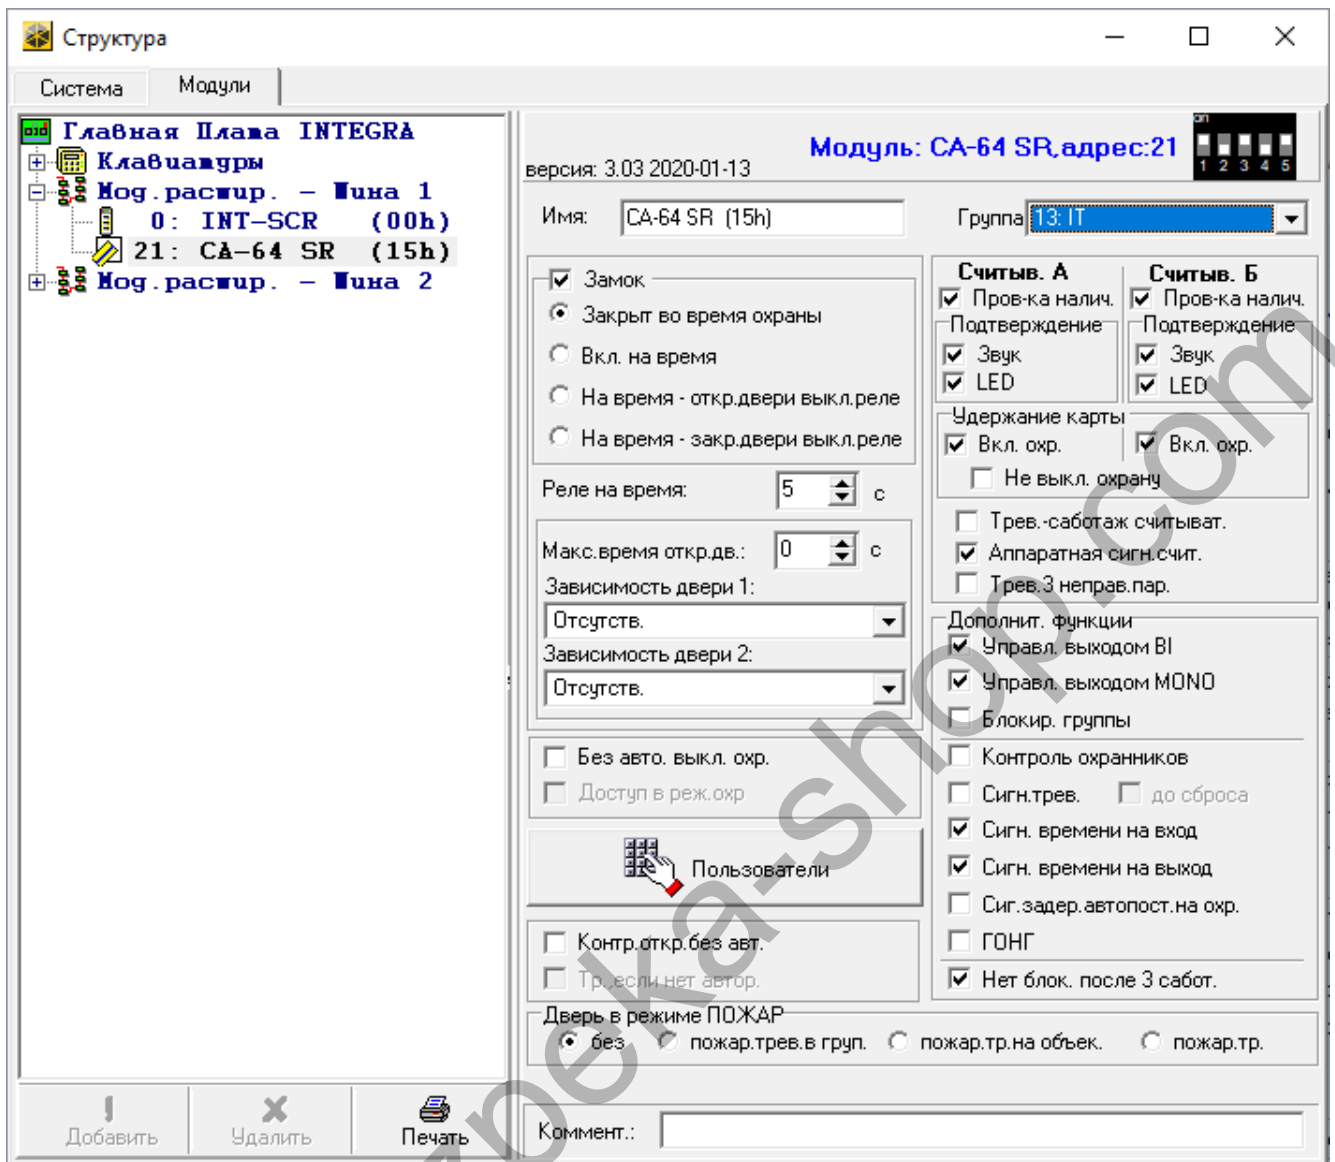 Структура
Система
Модули
Главная Плата INTEGRA
Клавиатуры
Мод.расшир. – Шина 1
0: INT-SCR (00h)
21: CA-64 SR (15h)
Мод.расшир. – Шина 2
версия: 3.03 2020-01-13
Модуль: CA-64 SR,адрес:21
on
1 2 3 4 5
Имя: CA-64 SR (15h)
Группа 13: IT
Замок
Закрыт во время охраны
Вкл. на время
На время - откр.двери выкл.реле
На время - закр.двери выкл.реле
Реле на время: 5 с
Макс.время откр.дв.: 0 с
Зависимость двери 1:
Отсутств.
Зависимость двери 2:
Отсутств.
Без авто. выкл. охр.
Доступ в реж.охр
Пользователи
Контр.откр.без авт.
Тр.,если нет автор.
Считыв. А Считыв. Б
Пров-ка налич. Пров-ка налич.
Подтверждение Подтверждение
Звук Звук
LED LED
Удержание карты
Вкл. охр. Вкл. охр.
Не выкл. охрану
Трев.-саботаж считыват.
Аппаратная сигн.счит.
Трев.3 неправ.пар.
Дополнит. функции
Управл. выходом BI
Управл. выходом MONO
Блокир. группы
Контроль охранников
Сигн.трев. до сброса
Сигн. времени на вход
Сигн. времени на выход
Сиг.задер.автопост.на охр.
ГОНГ
Нет блок. после 3 сабот.
Дверь в режиме ПОЖАР
без пожар.трев.в груп. пожар.тр.на объек. пожар.тр.
Добавить Удалить Печать
Коммент.:
zpeka-shop.com